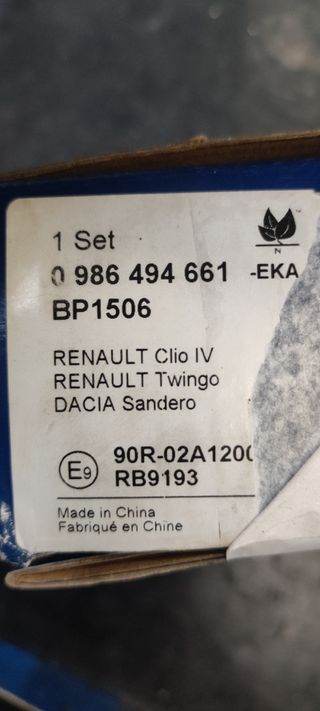 1 Set
N
0 986 494 661 -EKA
BP1506
RENAULT Clio IV
RENAULT Twingo
DACIA Sandero
E9
90R-02A1200
RB9193
Made in China
Fabriqué en Chine